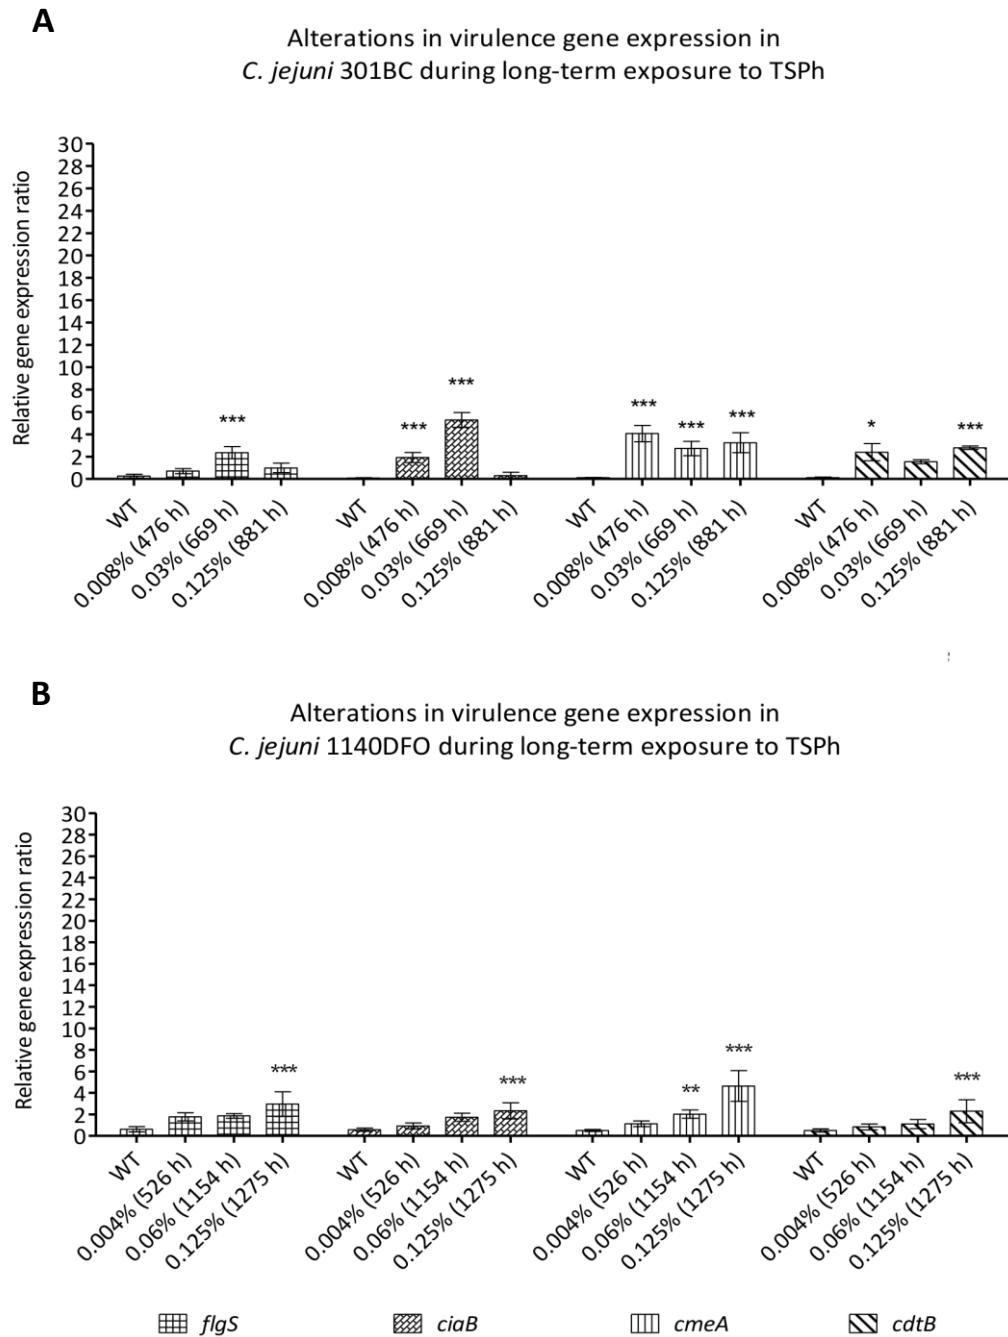 A
Alterations in virulence gene expression in
C. jejuni 301BC during long-term exposure to TSPh
Relative gene expression ratio
30
28
26
24
22
20
18
16
14
12
10
8
6
4
2
0
***
***
***
***
***
***
*
***
WT
0.008% (476 h)
0.03% (669 h)
0.125% (881 h)
WT
0.008% (476 h)
0.03% (669 h)
0.125% (881 h)
WT
0.008% (476 h)
0.03% (669 h)
0.125% (881 h)
WT
0.008% (476 h)
0.03% (669 h)
0.125% (881 h)
B
Alterations in virulence gene expression in
C. jejuni 1140DFO during long-term exposure to TSPh
Relative gene expression ratio
30
28
26
24
22
20
18
16
14
12
10
8
6
4
2
0
***
***
**
***
***
WT
0.004% (526 h)
0.06% (1154 h)
0.125% (1275 h)
WT
0.004% (526 h)
0.06% (1154 h)
0.125% (1275 h)
WT
0.004% (526 h)
0.06% (1154 h)
0.125% (1275 h)
WT
0.004% (526 h)
0.06% (1154 h)
0.125% (1275 h)
flgS ciaB cmeA cdtB